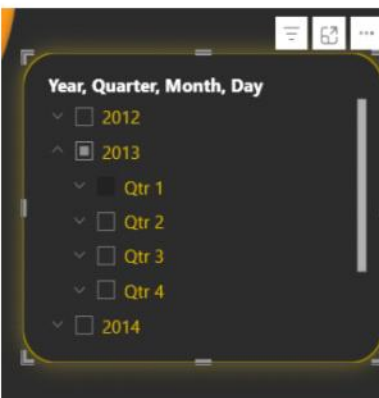 Year, Quarter, Month, Day
2012
2013
Qtr 1
Qtr 2
Qtr 3
Qtr 4
2014